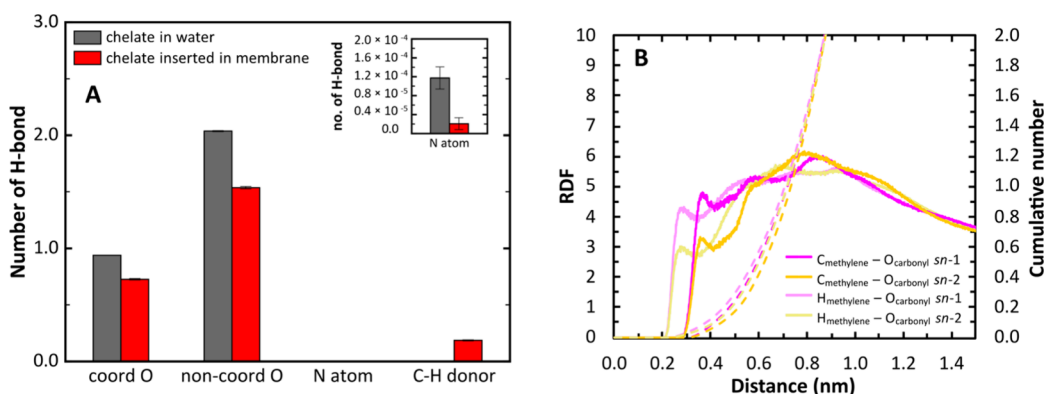 3.0
2.0
1.0
0.0
Number of H-bond
chelate in water
chelate inserted in membrane
A
2.0 × 10⁻⁴
1.6 × 10⁻⁴
1.2 × 10⁻⁴
0.8 × 10⁻⁵
0.4 × 10⁻⁵
0.0
no. of H-bond
N atom
coord O non-coord O N atom C-H donor
B
10
9
8
7
6
5
4
3
2
1
0
RDF
2.0
1.8
1.6
1.4
1.2
1.0
0.8
0.6
0.4
0.2
0.0
Cumulative number
Cmethylene – Ocarbonyl sn-1
Cmethylene – Ocarbonyl sn-2
Hmethylene – Ocarbonyl sn-1
Hmethylene – Ocarbonyl sn-2
0.0 0.2 0.4 0.6 0.8 1.0 1.2 1.4
Distance (nm)